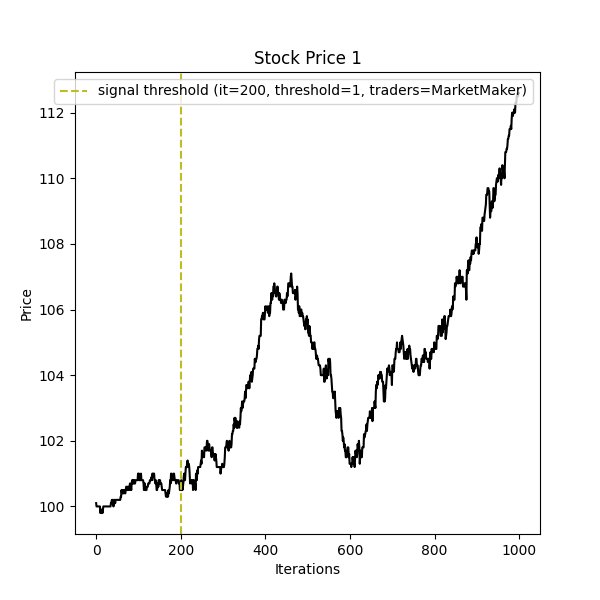 Stock Price 1
signal threshold (it=200, threshold=1, traders=MarketMaker)
112
110
108
106
104
102
100
Price
0 200 400 600 800 1000
Iterations